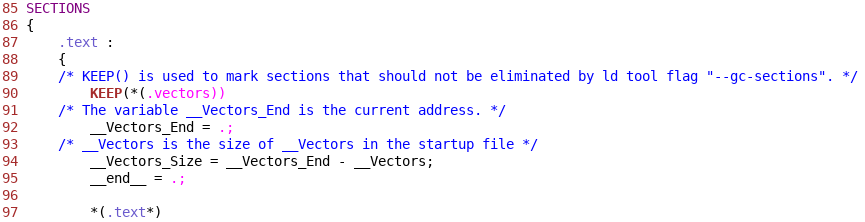 85 SECTIONS
86 {
87     .text :
88     {
89     /* KEEP() is used to mark sections that should not be eliminated by ld tool flag "--gc-sections". */
90         KEEP(*(.vectors))
91     /* The variable __Vectors_End is the current address. */
92         __Vectors_End = .;
93     /* __Vectors is the size of __Vectors in the startup file */
94         __Vectors_Size = __Vectors_End - __Vectors;
95         __end__ = .;
96
97         *(.text*)